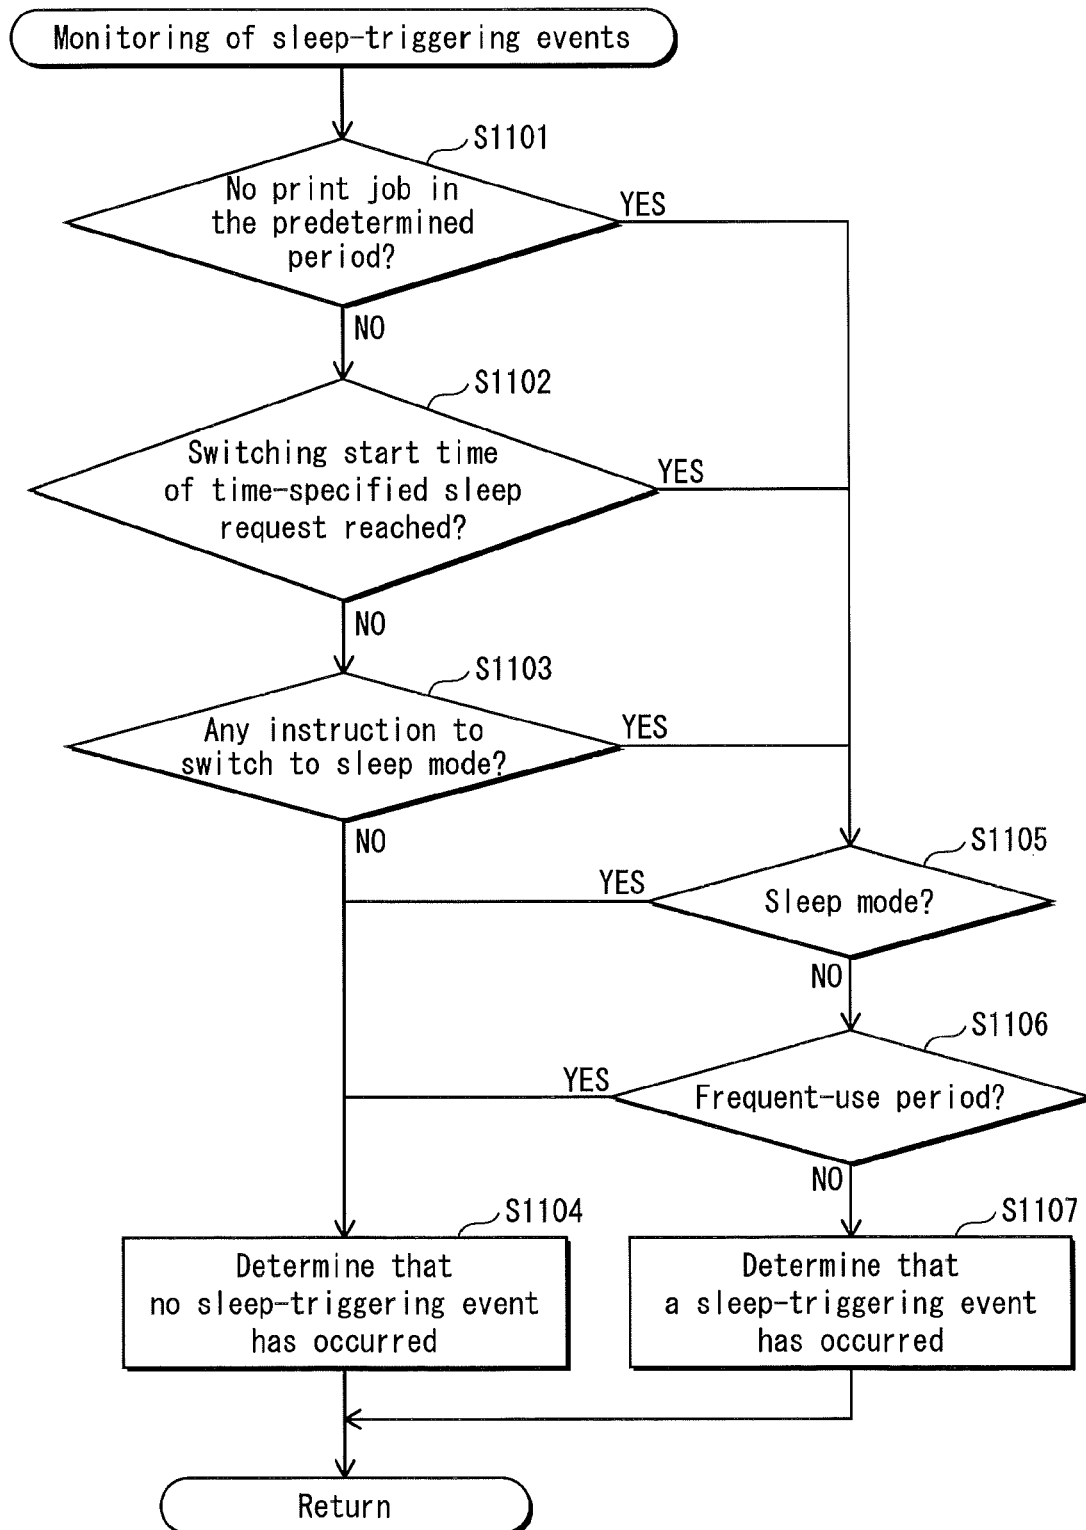 Monitoring of sleep-triggering events
S1101
No print job in
the predetermined
period?
YES
NO
S1102
Switching start time
of time-specified sleep
request reached?
YES
NO
S1103
Any instruction to
switch to sleep mode?
YES
NO
S1105
Sleep mode?
YES
NO
S1106
Frequent-use period?
YES
NO
S1104
Determine that
no sleep-triggering event
has occurred
S1107
Determine that
a sleep-triggering event
has occurred
Return